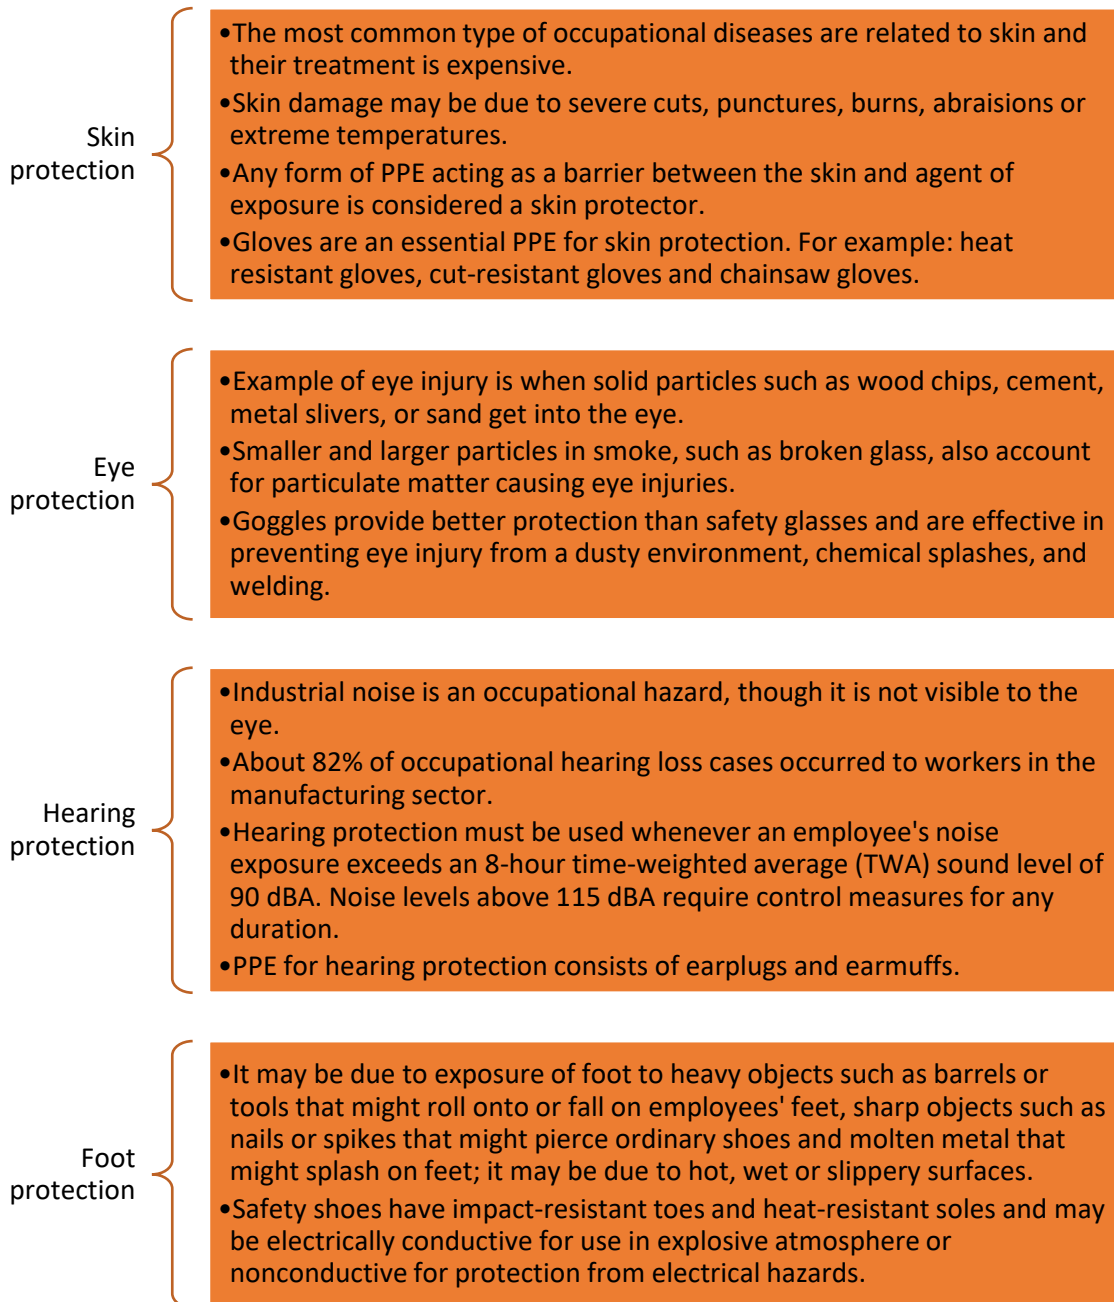 Skin
protection
•The most common type of occupational diseases are related to skin and
their treatment is expensive.
•Skin damage may be due to severe cuts, punctures, burns, abraisions or
extreme temperatures.
•Any form of PPE acting as a barrier between the skin and agent of
exposure is considered a skin protector.
•Gloves are an essential PPE for skin protection. For example: heat
resistant gloves, cut-resistant gloves and chainsaw gloves.
Eye
protection
•Example of eye injury is when solid particles such as wood chips, cement,
metal slivers, or sand get into the eye.
•Smaller and larger particles in smoke, such as broken glass, also account
for particulate matter causing eye injuries.
•Goggles provide better protection than safety glasses and are effective in
preventing eye injury from a dusty environment, chemical splashes, and
welding.
Hearing
protection
•Industrial noise is an occupational hazard, though it is not visible to the
eye.
•About 82% of occupational hearing loss cases occurred to workers in the
manufacturing sector.
•Hearing protection must be used whenever an employee's noise
exposure exceeds an 8-hour time-weighted average (TWA) sound level of
90 dBA. Noise levels above 115 dBA require control measures for any
duration.
•PPE for hearing protection consists of earplugs and earmuffs.
Foot
protection
•It may be due to exposure of foot to heavy objects such as barrels or
tools that might roll onto or fall on employees' feet, sharp objects such as
nails or spikes that might pierce ordinary shoes and molten metal that
might splash on feet; it may be due to hot, wet or slippery surfaces.
•Safety shoes have impact-resistant toes and heat-resistant soles and may
be electrically conductive for use in explosive atmosphere or
nonconductive for protection from electrical hazards.